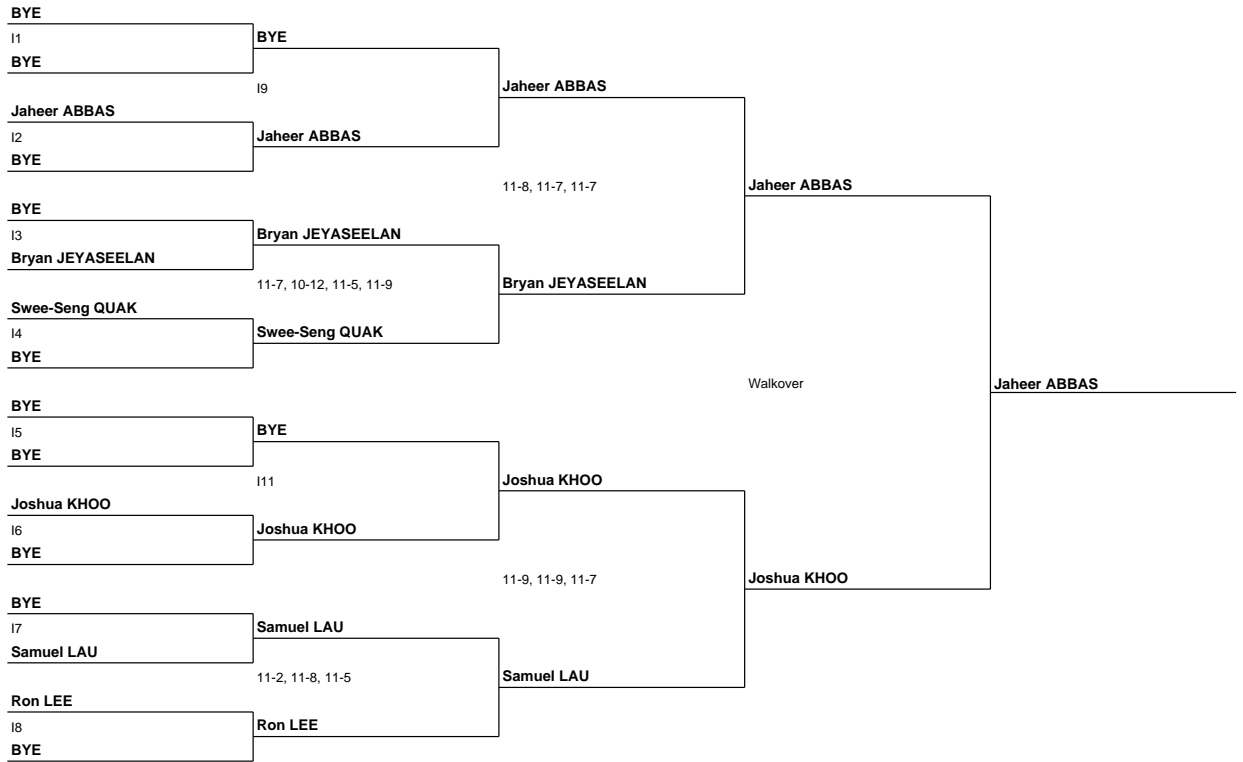 BYE
I1
BYE
BYE
I9
Jaheer ABBAS
Jaheer ABBAS
I2
Jaheer ABBAS
BYE
11-8, 11-7, 11-7
Jaheer ABBAS
BYE
I3
Bryan JEYASEELAN
Bryan JEYASEELAN
11-7, 10-12, 11-5, 11-9
Bryan JEYASEELAN
Swee-Seng QUAK
I4
Swee-Seng QUAK
BYE
Walkover
Jaheer ABBAS
BYE
I5
BYE
BYE
I11
Joshua KHOO
Joshua KHOO
I6
Joshua KHOO
BYE
11-9, 11-9, 11-7
Joshua KHOO
BYE
I7
Samuel LAU
Samuel LAU
11-2, 11-8, 11-5
Samuel LAU
Ron LEE
I8
Ron LEE
BYE